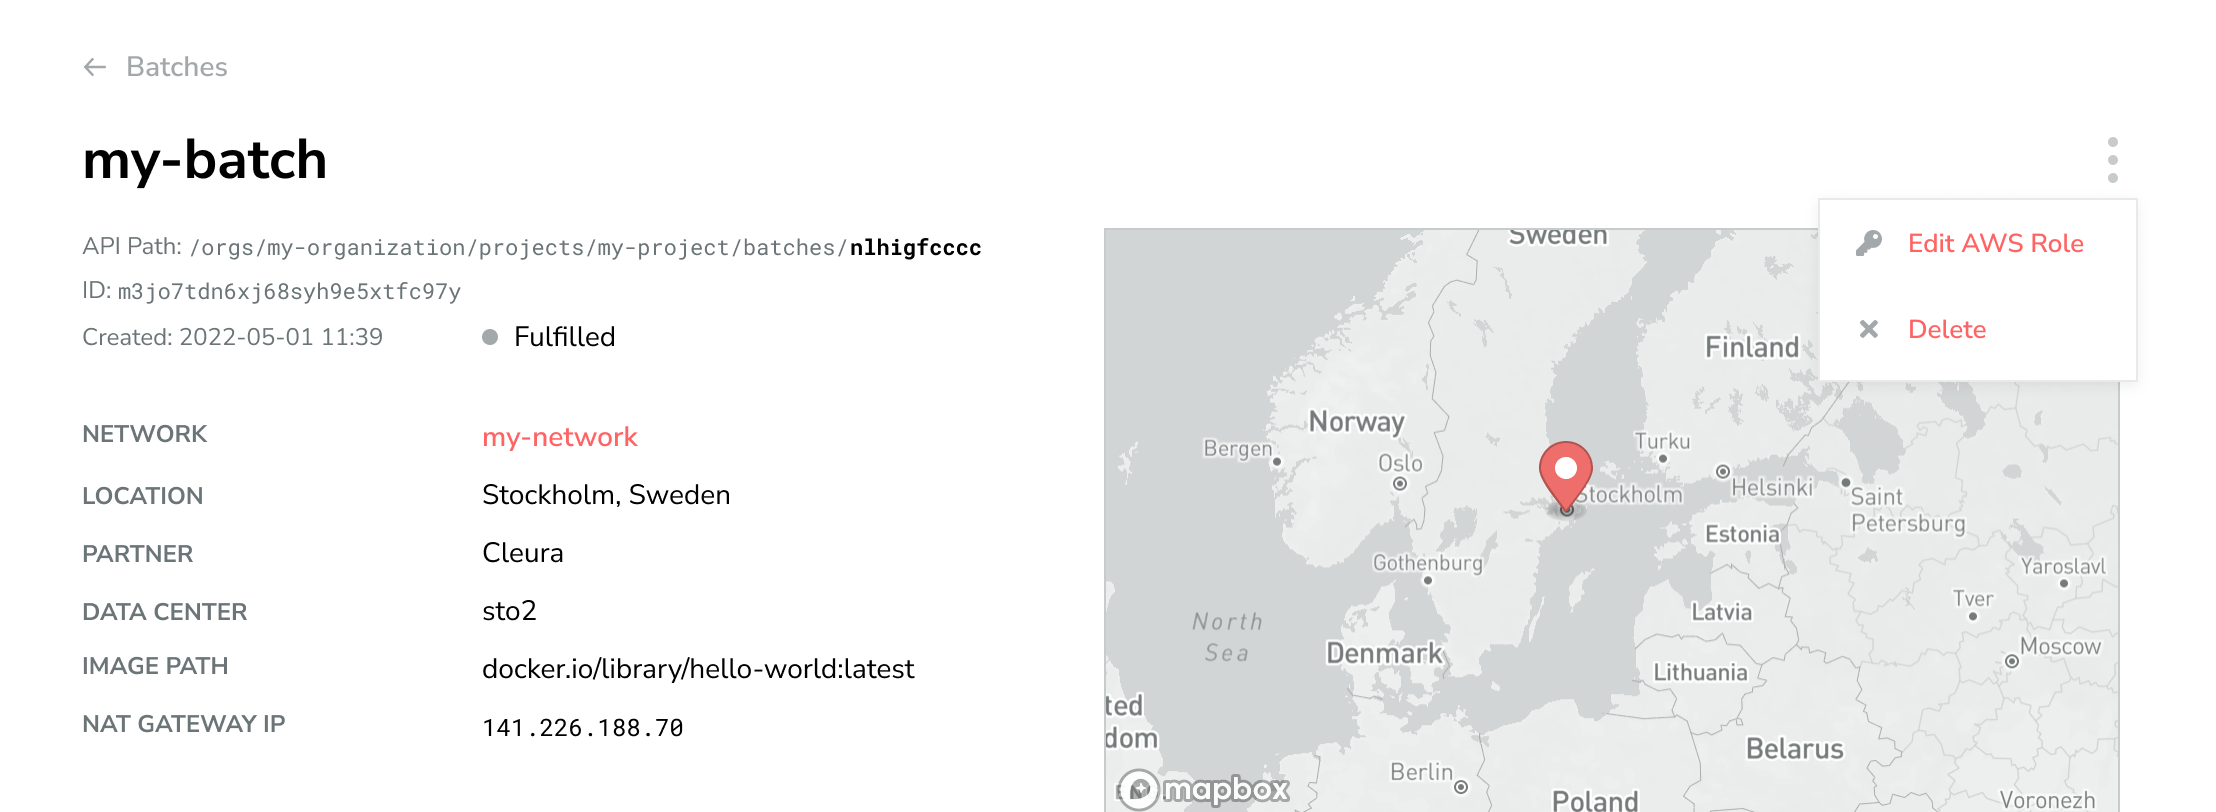 ← Batches
my-batch
API Path: /orgs/my-organization/projects/my-project/batches/nlhigfcccc
ID: m3jo7tdn6xj68syh9e5xtfc97y
Created: 2022-05-01 11:39
Fulfilled
NETWORK my-network
LOCATION Stockholm, Sweden
PARTNER Cleura
DATA CENTER sto2
IMAGE PATH docker.io/library/hello-world:latest
NAT GATEWAY IP 141.226.188.70
Edit AWS Role
Delete
Sweden
Finland
Norway
Bergen
Oslo
Turku
Stockholm
Helsinki
Saint
Petersburg
Estonia
Gothenburg
Yaroslavl
Tver
Latvia
North
Sea
Denmark
Moscow
Lithuania
ted
dom
Belarus
Berlin
mapbox
Poland
Voronezh